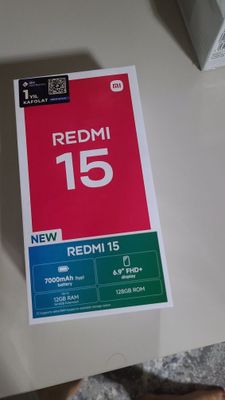 1 YIL
KAFOLAT
mi
REDMI
15
NEW
REDMI 15
7000mAh (typ)
battery
6.9" FHD+
display
12GB RAM
128GB ROM